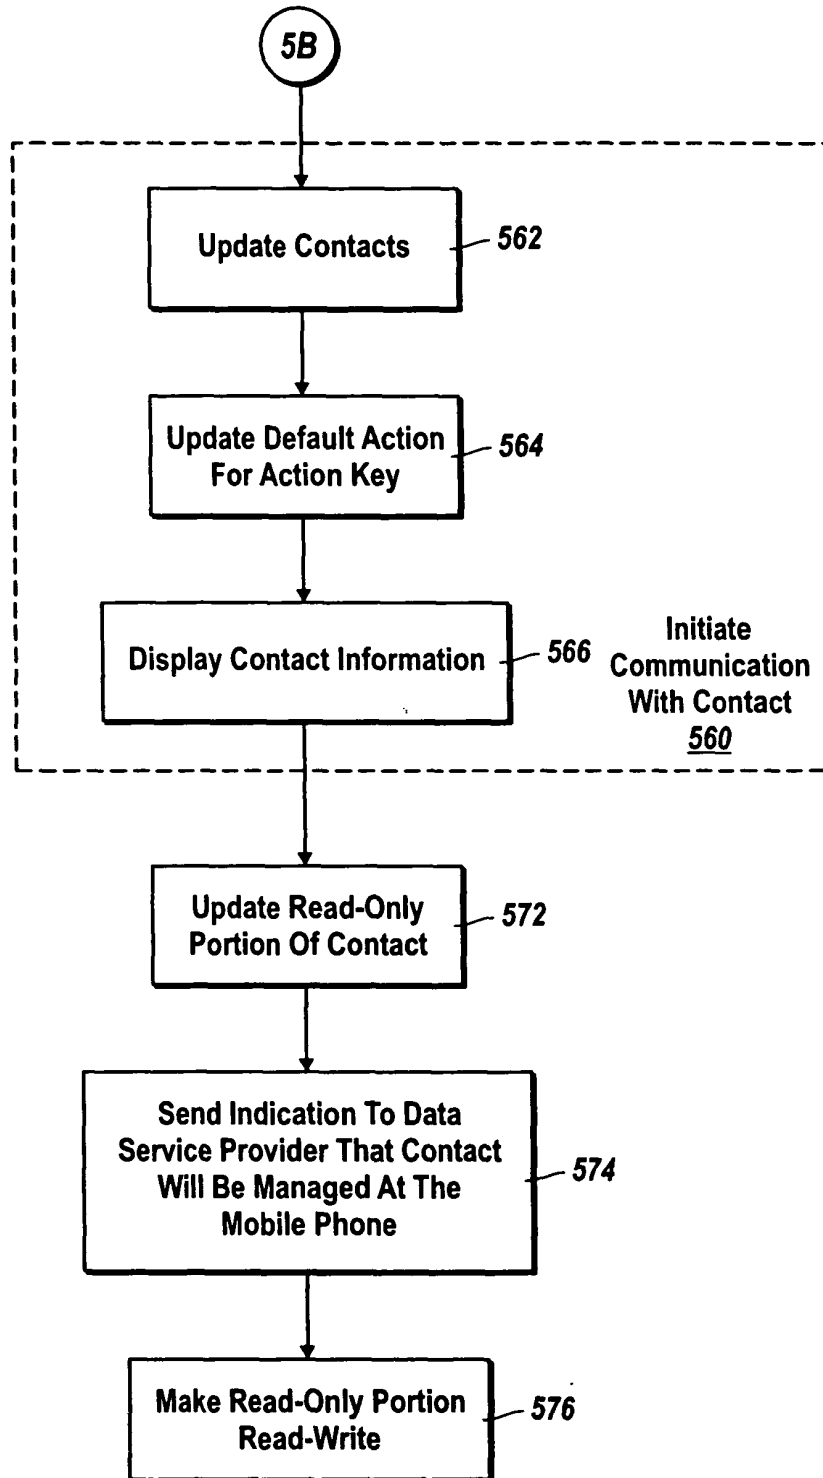 5B
Update Contacts
562
Update Default Action
For Action Key
564
Display Contact Information
566
Initiate
Communication
With Contact
560
Update Read-Only
Portion Of Contact
572
Send Indication To Data
Service Provider That Contact
Will Be Managed At The
Mobile Phone
574
Make Read-Only Portion
Read-Write
576